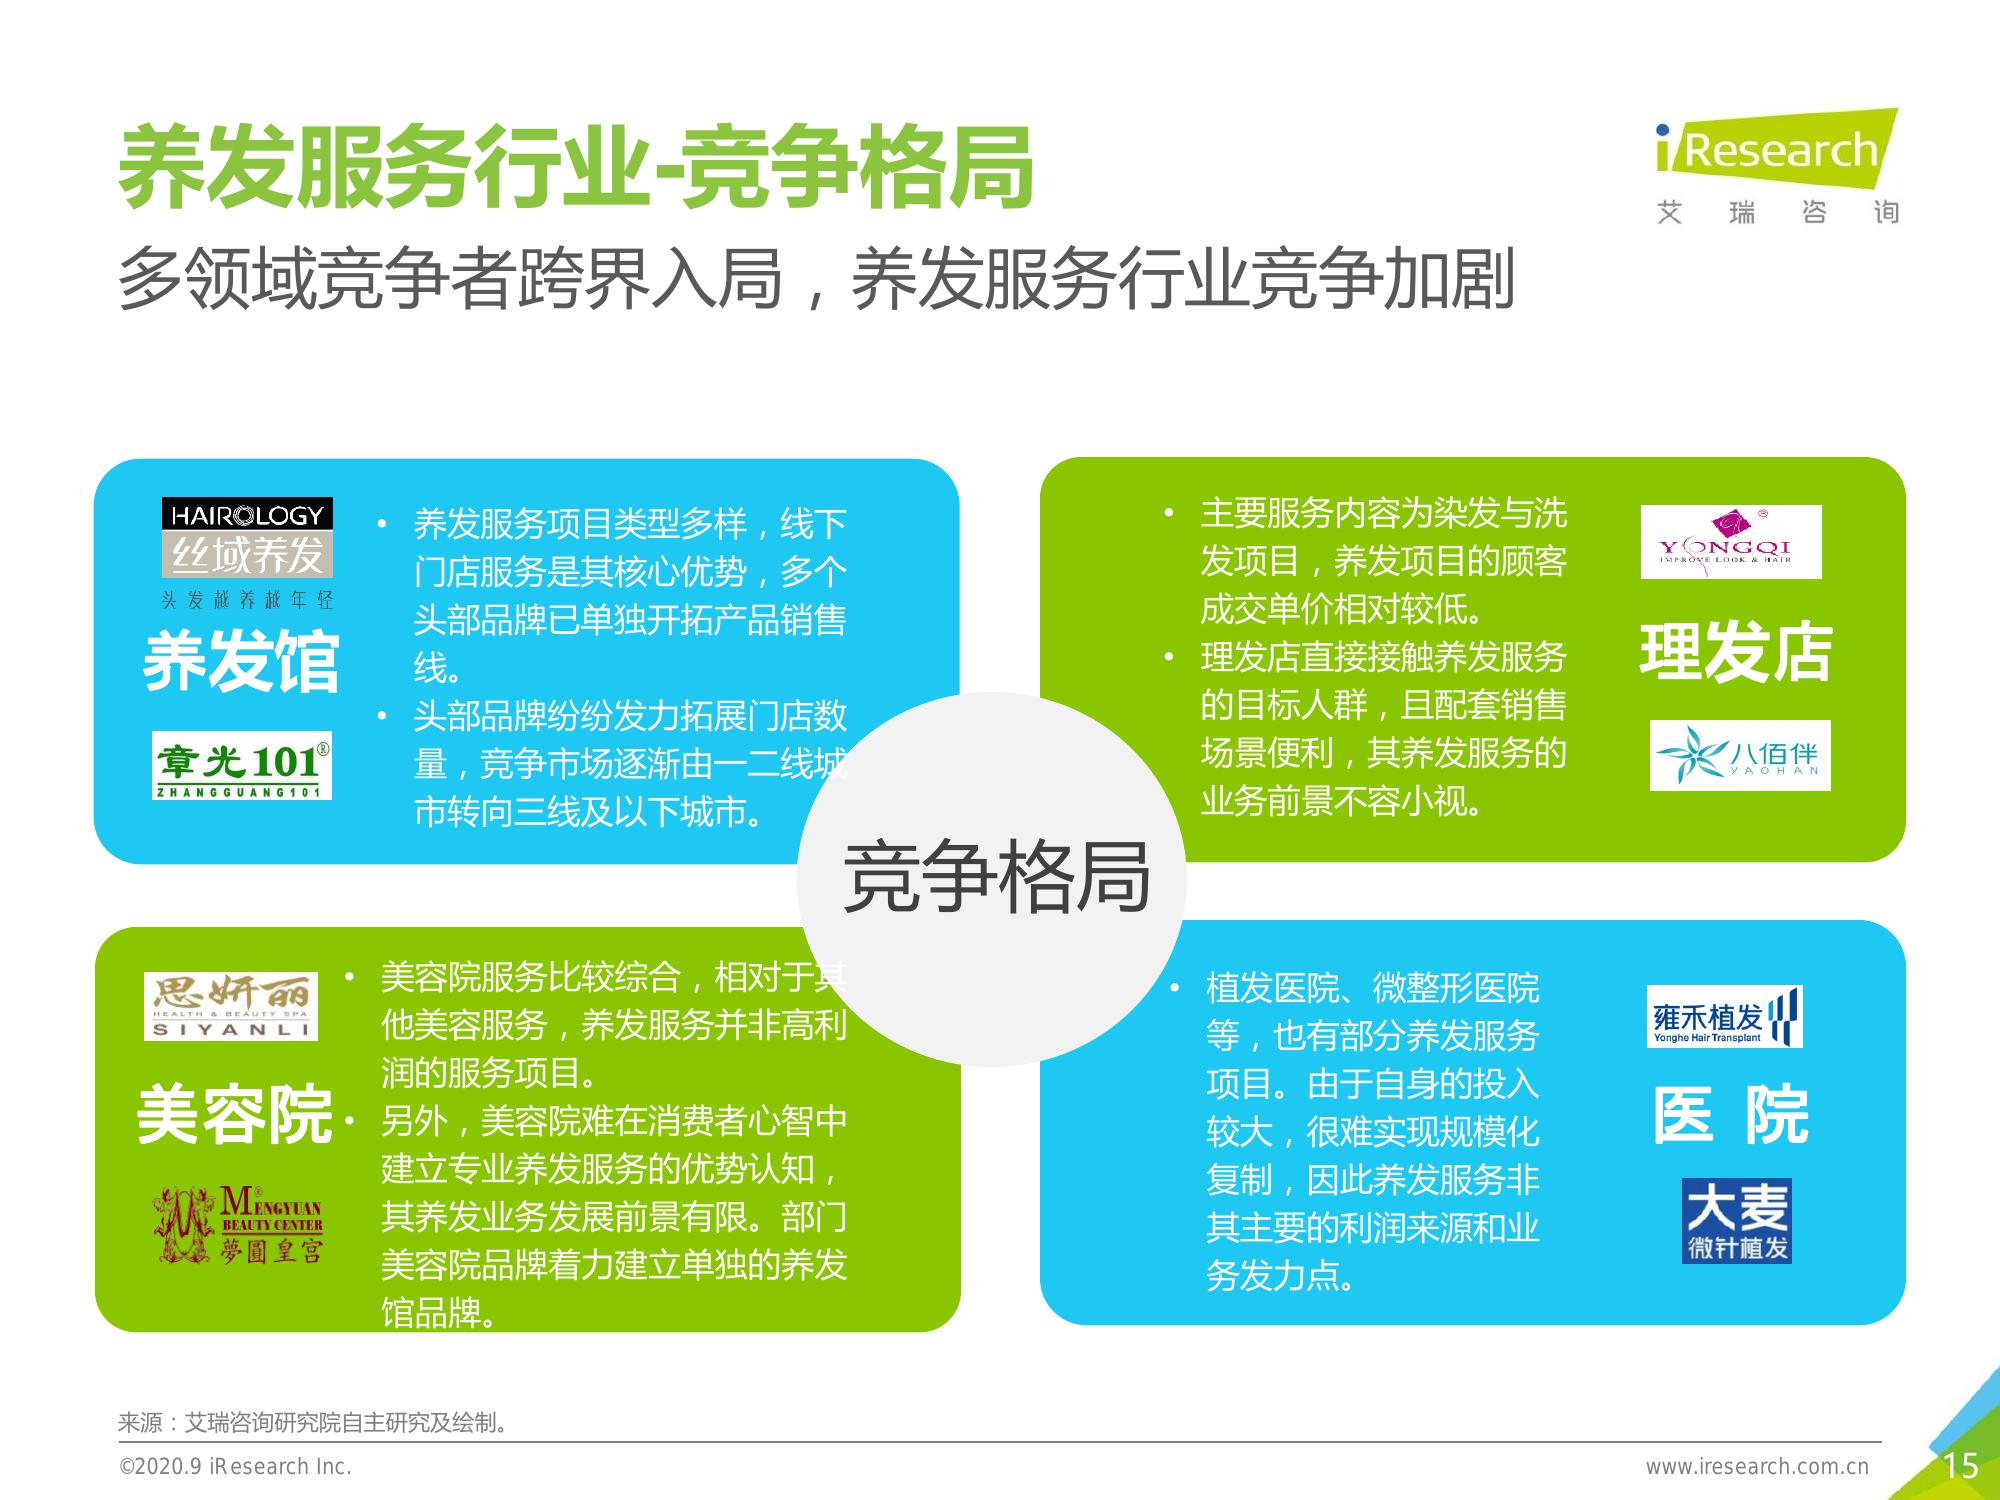 养发服务行业-竞争格局
iResearch
艾瑞咨询
多领域竞争者跨界入局，养发服务行业竞争加剧
HAIROLOGY
丝域养发
头发越养越年轻
养发馆
章光101®
ZHANGGUANG101
• 养发服务项目类型多样，线下
门店服务是其核心优势，多个
头部品牌已单独开拓产品销售
线。
• 头部品牌纷纷发力拓展门店数
量，竞争市场逐渐由一二线城
市转向三线及以下城市。
• 主要服务内容为染发与洗
发项目，养发项目的顾客
成交单价相对较低。
• 理发店直接接触养发服务
的目标人群，且配套销售
场景便利，其养发服务的
业务前景不容小视。
YONGQI
®
IMPROVE LOOK & HAIR
理发店
八佰伴
YAOHAN
竞争格局
思妍丽
HEALTH & BEAUTY SPA
SIYANLI
美容院
MENGYUAN
®
BEAUTY CENTER
夢圓皇宫
• 美容院服务比较综合，相对于其
他美容服务，养发服务并非高利
润的服务项目。
• 另外，美容院难在消费者心智中
建立专业养发服务的优势认知，
其养发业务发展前景有限。部门
美容院品牌着力建立单独的养发
馆品牌。
• 植发医院、微整形医院
等，也有部分养发服务
项目。由于自身的投入
较大，很难实现规模化
复制，因此养发服务非
其主要的利润来源和业
务发力点。
雍禾植发
Yonghe Hair Transplant
医 院
大麦
微针植发
来源：艾瑞咨询研究院自主研究及绘制。
©2020.9 iResearch Inc.
www.iresearch.com.cn
15